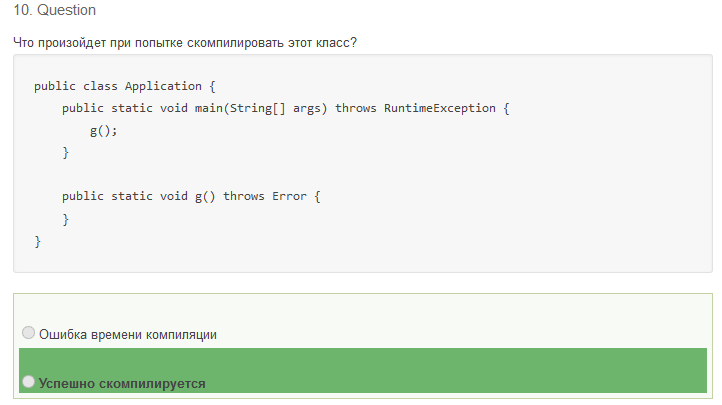 10. Question
Что произойдет при попытке скомпилировать этот класс?
public class Application {
    public static void main(String[] args) throws RuntimeException {
        g();
    }
    public static void g() throws Error {
    }
}
Ошибка времени компиляции
Успешно скомпилируется